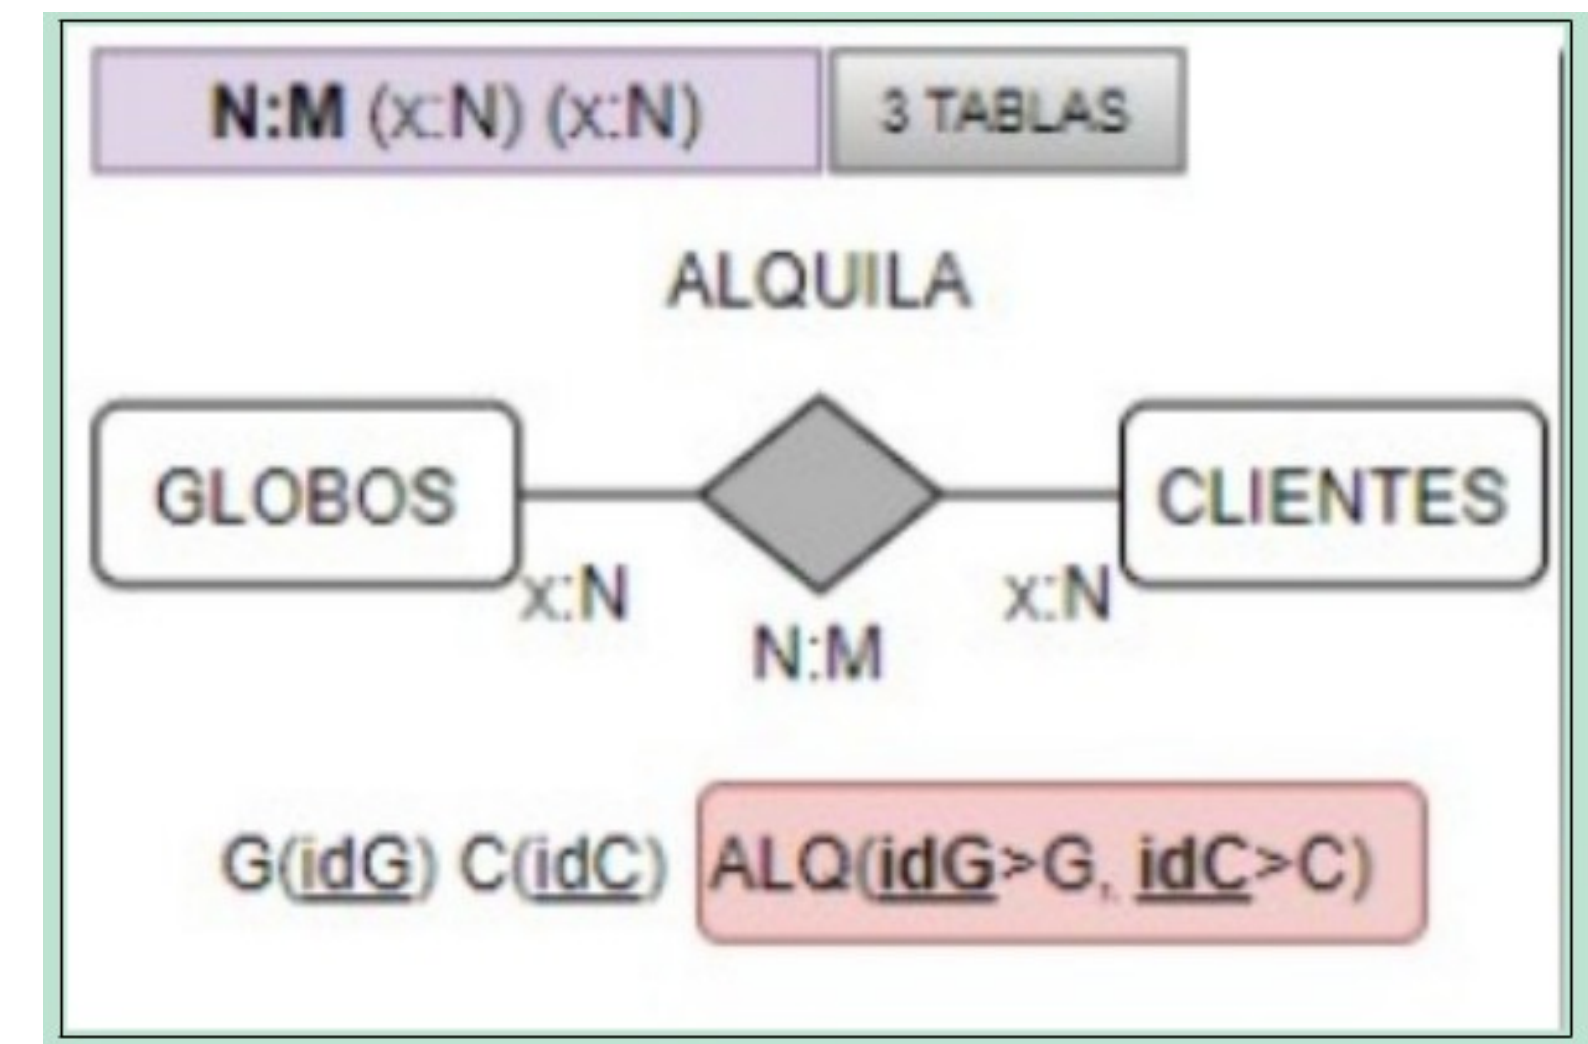 N:M (x:N) (x:N) 3 TABLAS
ALQUILA
GLOBOS CLIENTES
x:N x:N
N:M
G(idG) C(idC) ALQ(idG>G, idC>C)